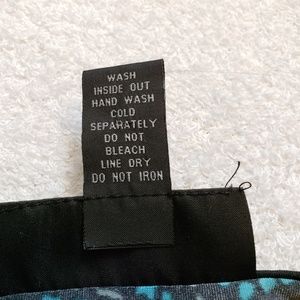 WASH
INSIDE OUT
HAND WASH
COLD
SEPARATELY
DO NOT
BLEACH
LINE DRY
DO NOT IRON